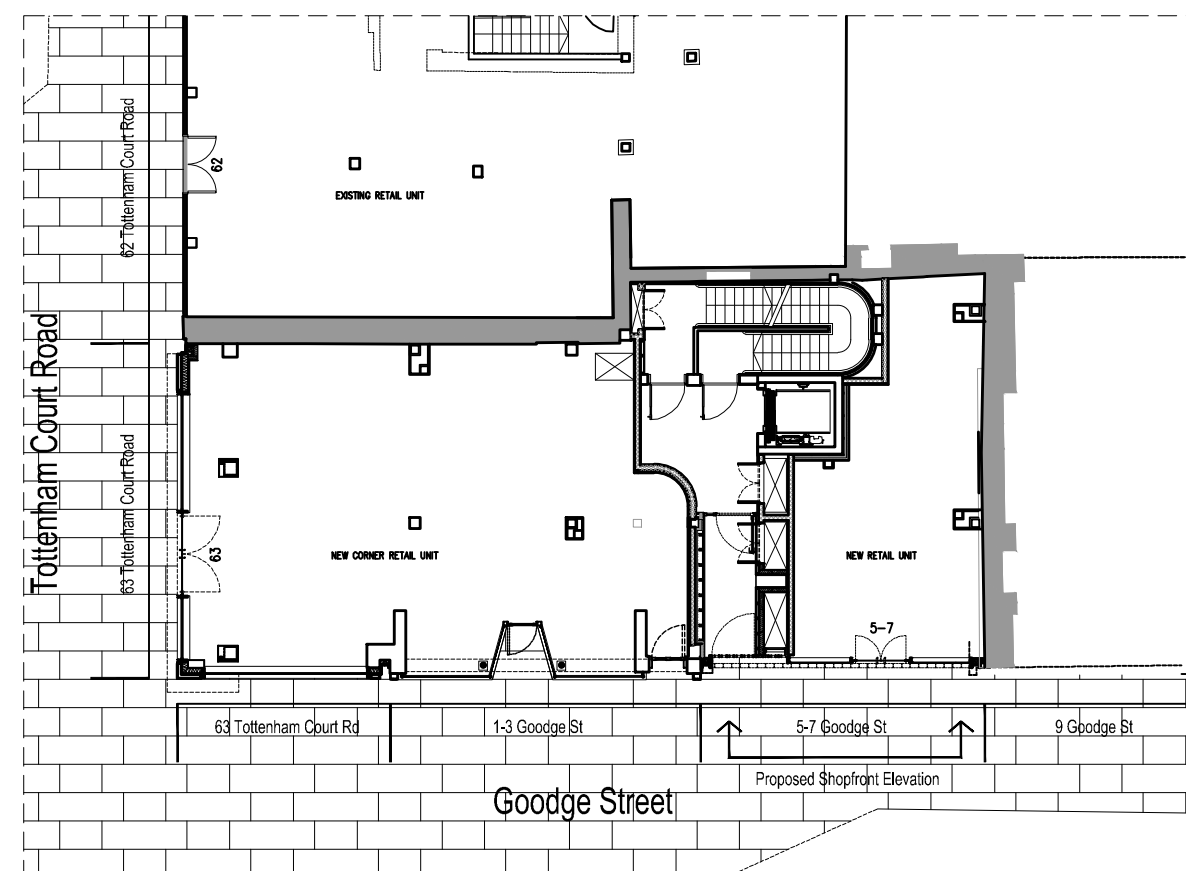 62 Tottenham Court Road
62
EXISTING RETAIL UNIT
Tottenham Court Road
63 Tottenham Court Road
63
NEW CORNER RETAIL UNIT
NEW RETAIL UNIT
5-7
63 Tottenham Court Rd
1-3 Goodge St
5-7 Goodge St
9 Goodge St
Proposed Shopfront Elevation
Goodge Street